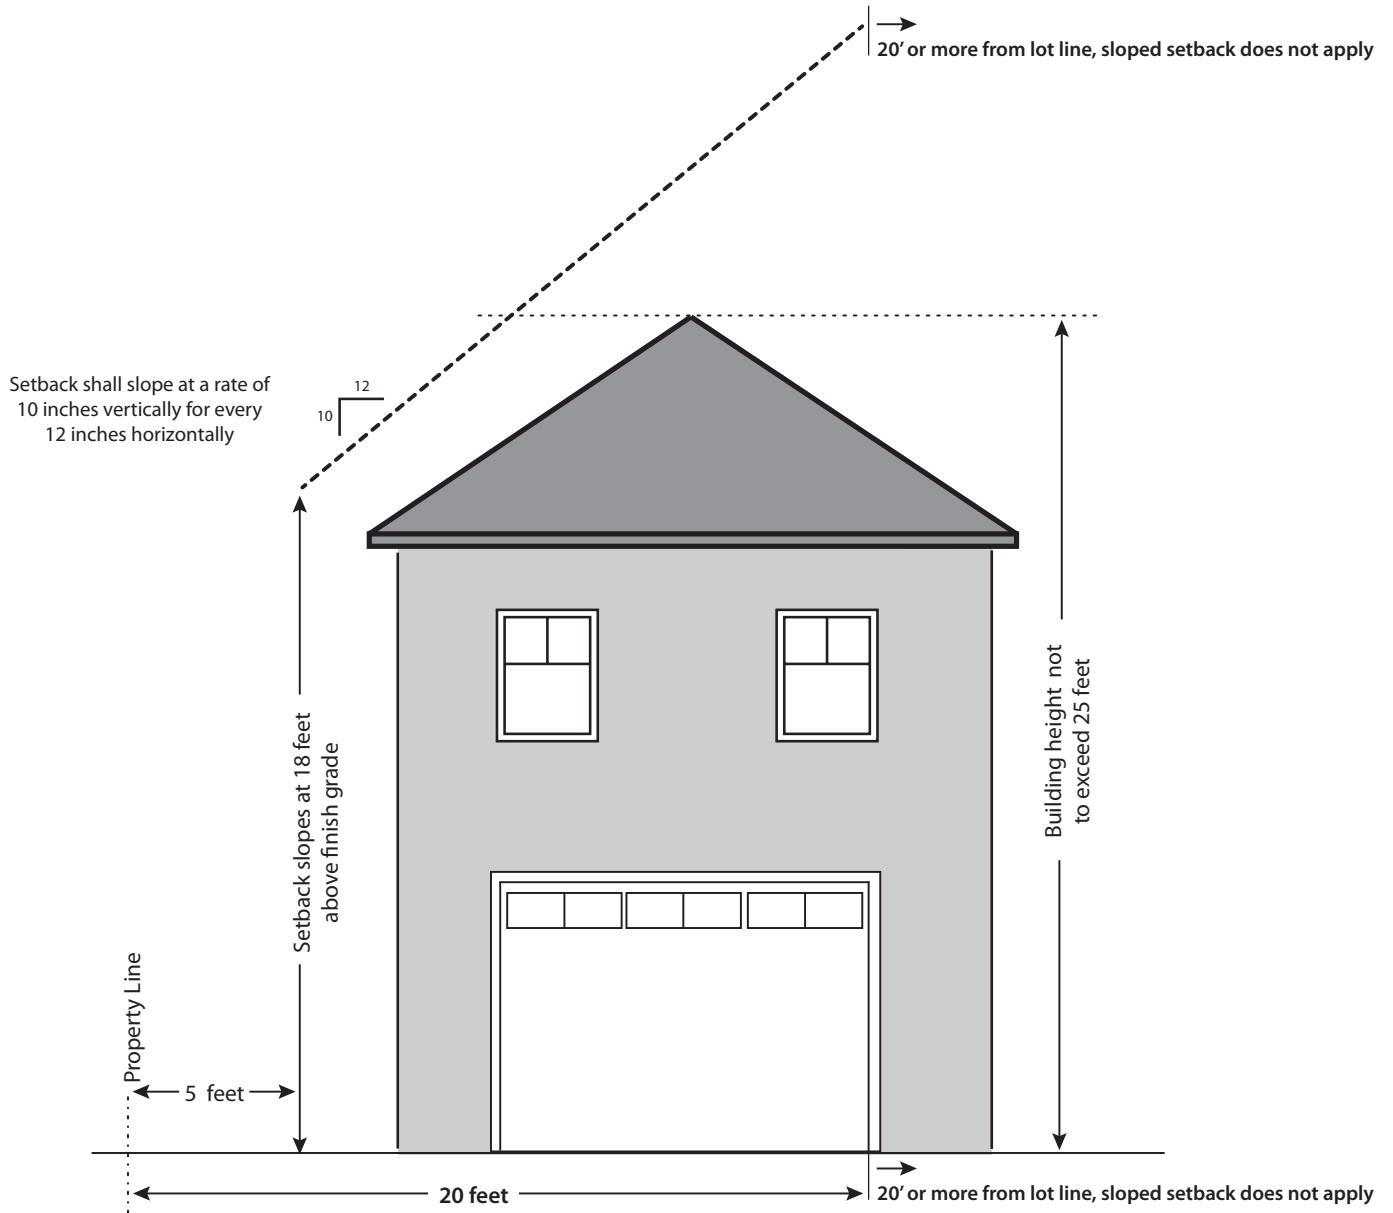 20' or more from lot line, sloped setback does not apply
Setback shall slope at a rate of
10 inches vertically for every
12 inches horizontally
12
10
Setback slopes at 18 feet
above finish grade
Building height not
to exceed 25 feet
Property Line
5 feet
20 feet
20' or more from lot line, sloped setback does not apply